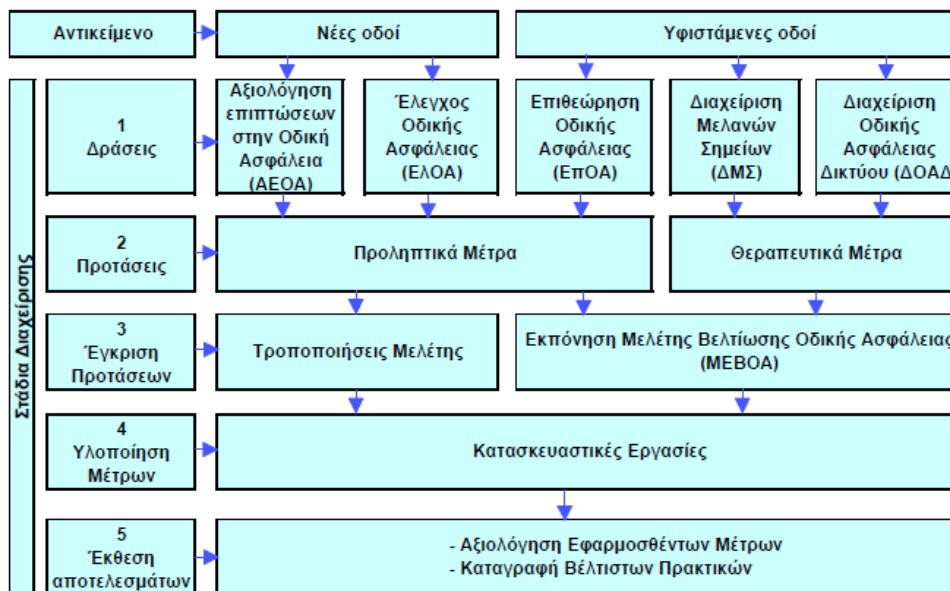 Αντικείμενο
Νέες οδοί
Υφιστάμενες οδοί
Στάδια Διαχείρισης
1
Δράσεις
Αξιολόγηση
επιπτώσεων
στην Οδική
Ασφάλεια
(ΑΕΟΑ)
Έλεγχος
Οδικής
Ασφάλειας
(ΕλΟΑ)
Επιθεώρηση
Οδικής
Ασφάλειας
(ΕπΟΑ)
Διαχείριση
Μελανών
Σημείων
(ΔΜΣ)
Διαχείριση
Οδικής
Ασφάλειας
Δικτύου (ΔΟΑΔ
2
Προτάσεις
Προληπτικά Μέτρα
Θεραπευτικά Μέτρα
3
Έγκριση
Προτάσεων
Τροποποιήσεις Μελέτης
Εκπόνηση Μελέτης Βελτίωσης Οδικής Ασφάλειας
(ΜΕΒΟΑ)
4
Υλοποίηση
Μέτρων
Κατασκευαστικές Εργασίες
5
Έκθεση
αποτελεσμάτων
- Αξιολόγηση Εφαρμοσθέντων Μέτρων
- Καταγραφή Βέλτιστων Πρακτικών